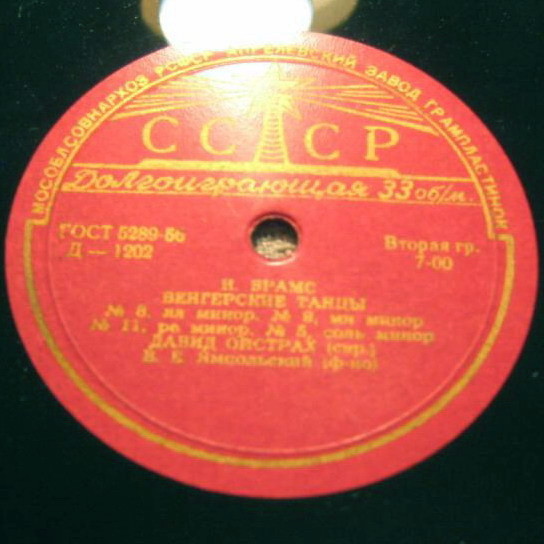 МОСОБЛСОВНАРХОЗ РСФСР АПРЕЛЕВСКИЙ ЗАВОД ГРАМПЛАСТИНОК
СССР
Долгоиграющая 33 об/м.
ГОСТ 5289-56
Д — 1202
Вторая гр.
7-00
И. БРАМС
ВЕНГЕРСКИЕ ТАНЦЫ
№ 8, ля минор, № 9, ми минор
№ 11, ре минор, № 5, соль минор
ДАВИД ОЙСТРАХ (скр.)
В. Е. Ямпольский (ф-но)